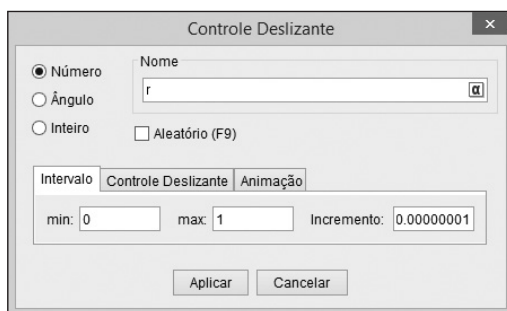 Controle Deslizante
x
Número
Ângulo
Inteiro
Nome
r
α
Aleatório (F9)
Intervalo Controle Deslizante Animação
min: 0 max: 1 Incremento: 0.00000001
Aplicar Cancelar